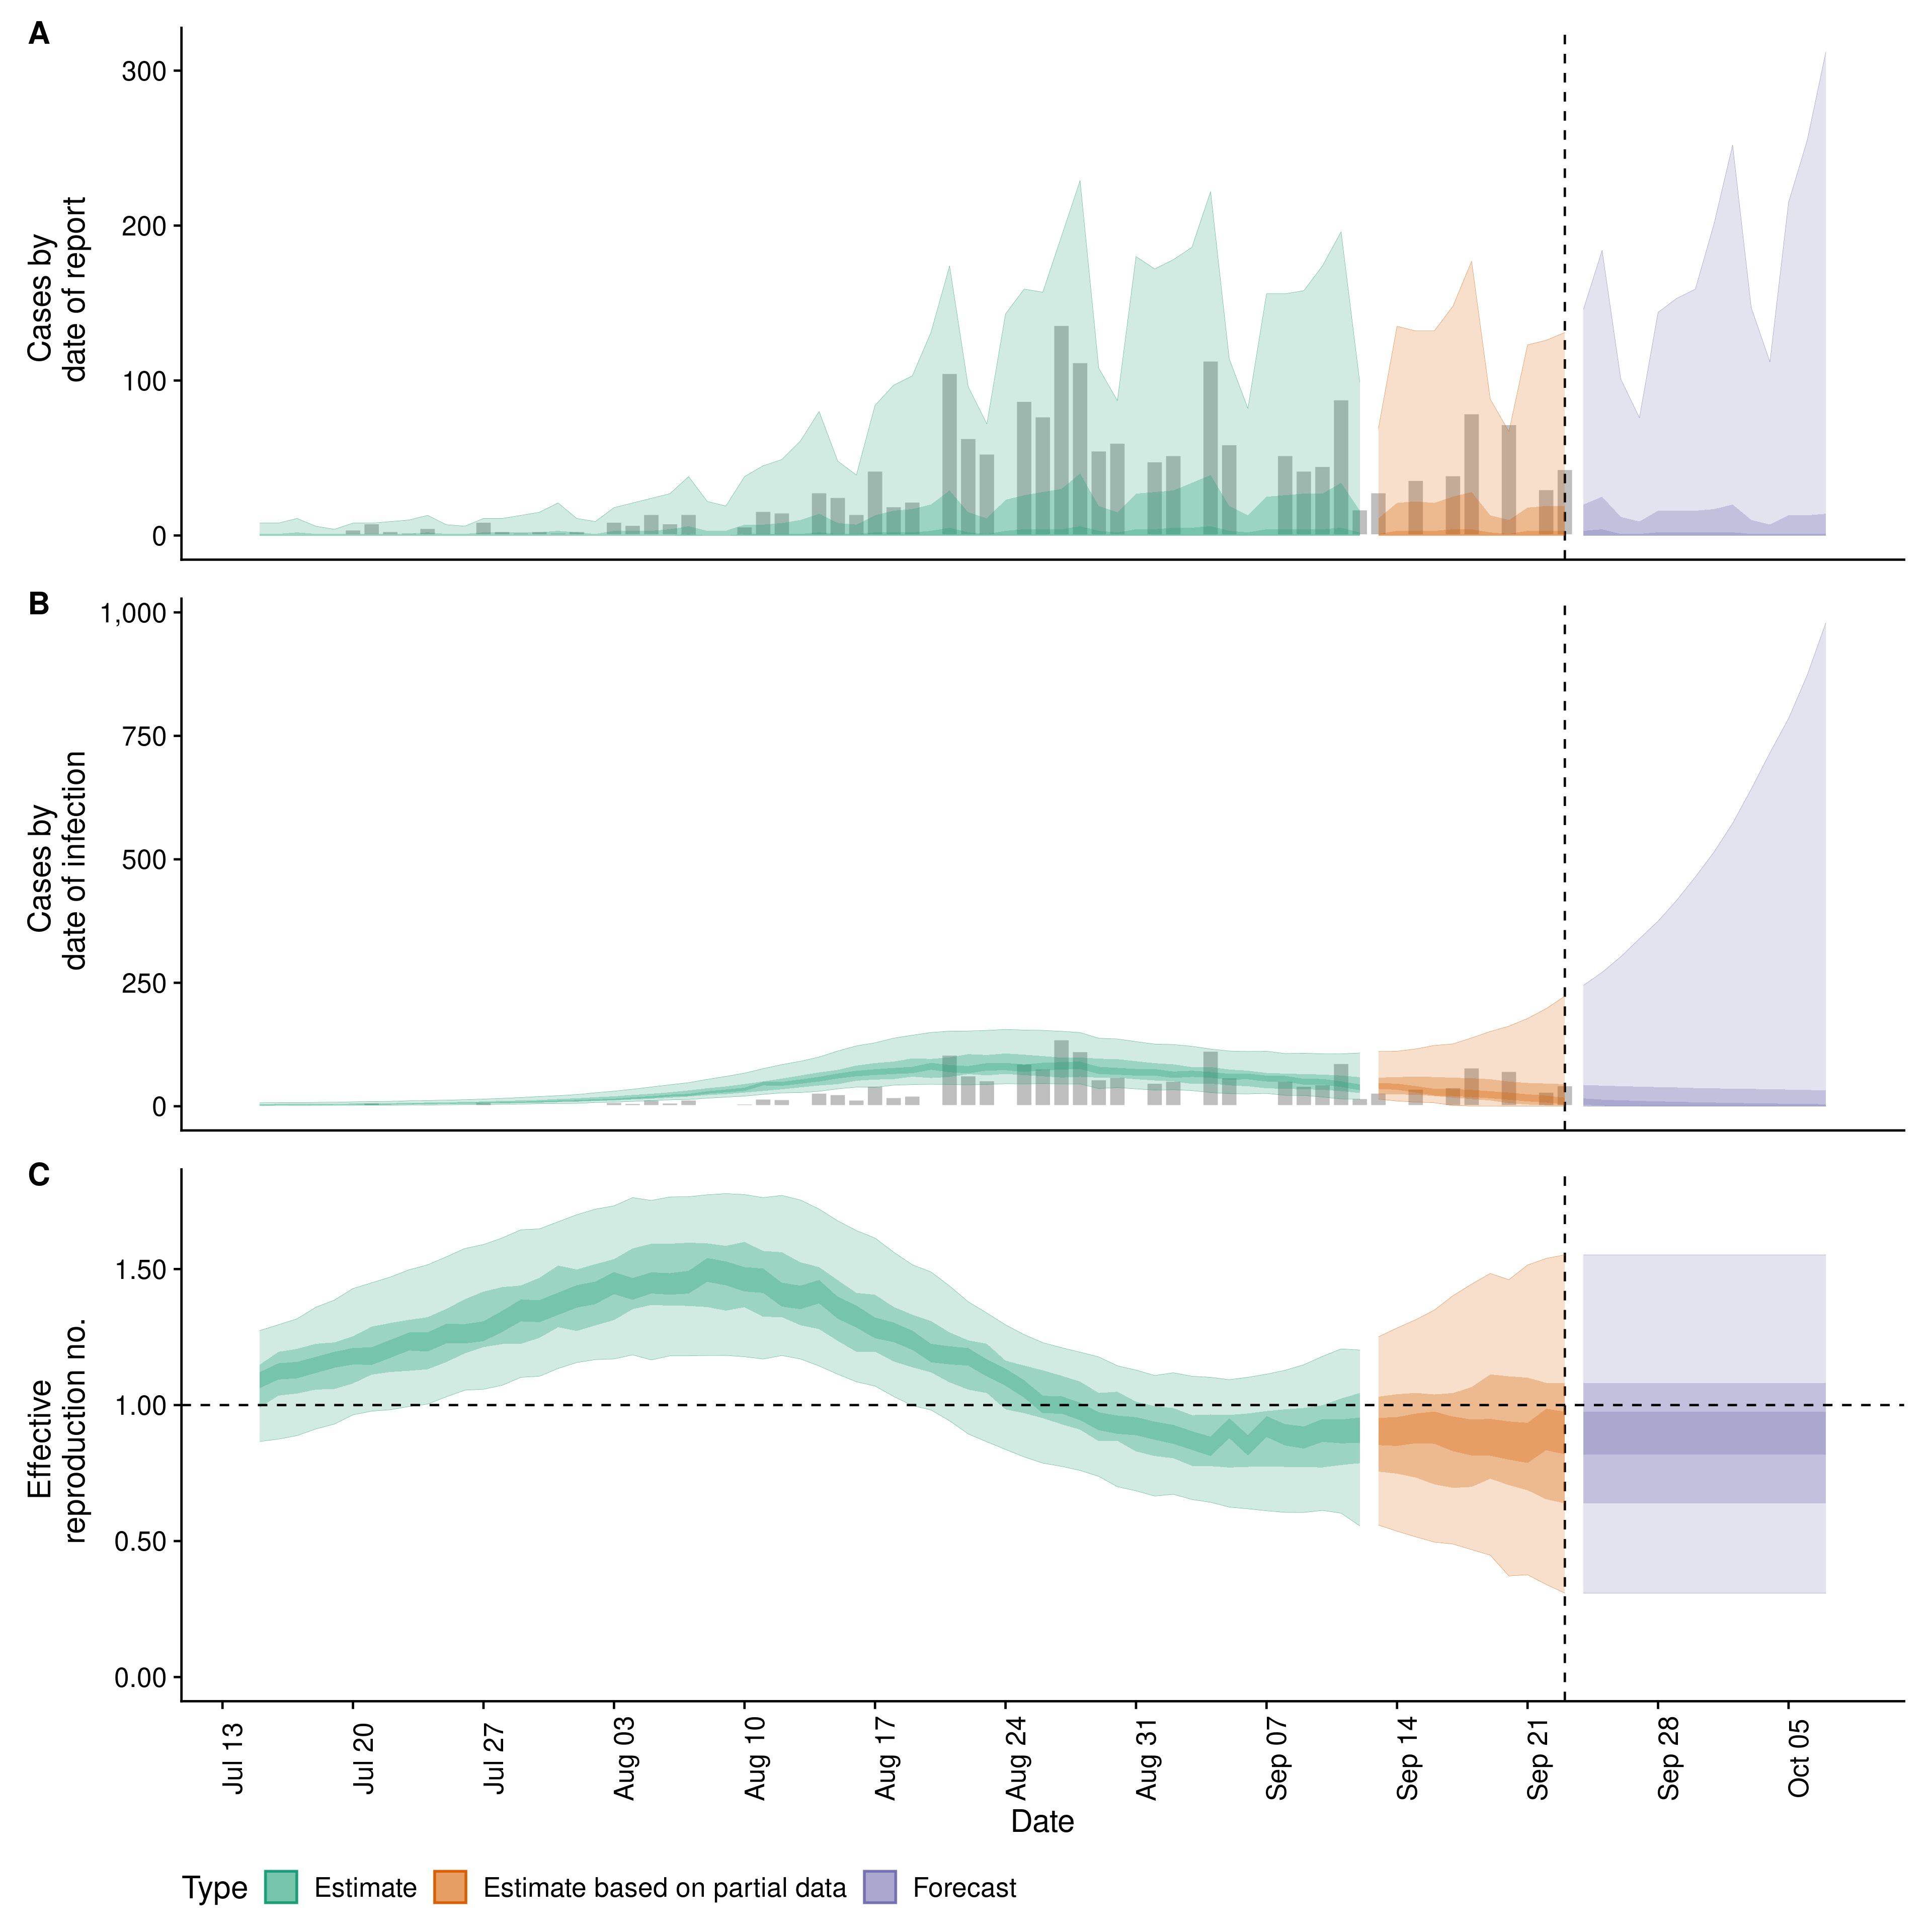 A
Cases by
date of report
300
200
100
0
B
Cases by
date of infection
1,000
750
500
250
0
C
Effective
reproduction no.
1.50
1.00
0.50
0.00
Jul 13
Jul 20
Jul 27
Aug 03
Aug 10
Aug 17
Aug 24
Aug 31
Sep 07
Sep 14
Sep 21
Sep 28
Oct 05
Date
Type Estimate Estimate based on partial data Forecast